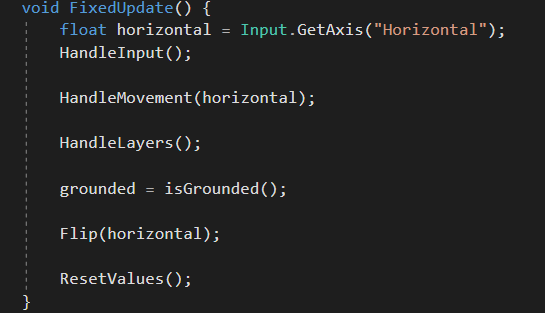 void FixedUpdate() {
    float horizontal = Input.GetAxis("Horizontal");
    HandleInput();
    HandleMovement(horizontal);
    HandleLayers();
    grounded = isGrounded();
    Flip(horizontal);
    ResetValues();
}